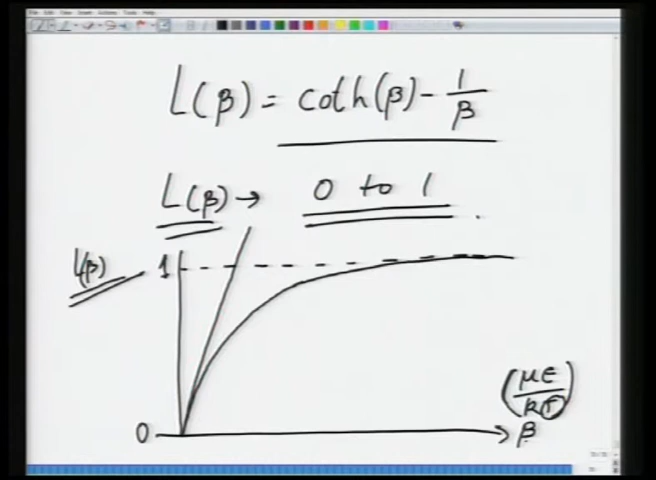 L(β) = coth(β) - 1/β
L(β) → 0 to 1
L(β)
1
(μE/kT)
0
β